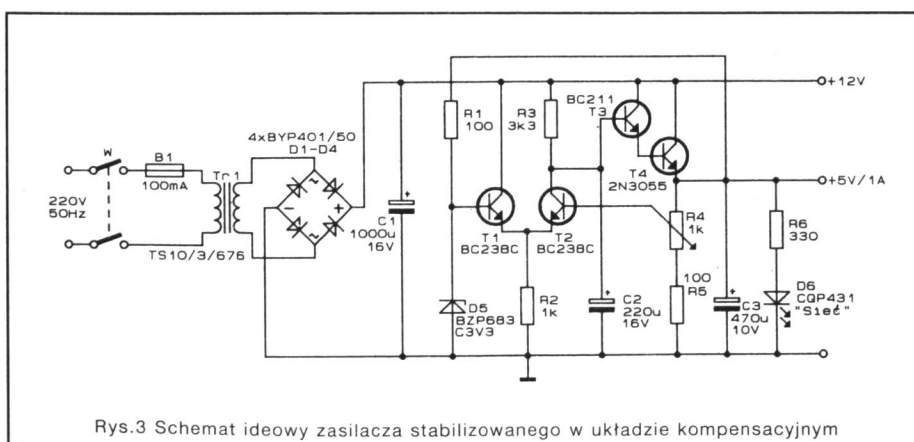 +12V
BC211
T3
R1
100
R3
3k3
4xBYP401/50
D1-D4
W
B1
100mA
Tr1
T4
2N3055
+5V/1A
220V
50Hz
~
-
+
~
+
C1
1000u
16V
T1
BC238C
T2
BC238C
R4
1k
R6
330
TS10/3/676
D5
BZP683
C3V3
R2
1k
+
C2
220u
16V
100
R5
+
C3
470u
10V
D6
CQP431
"Sieć"
Rys.3 Schemat ideowy zasilacza stabilizowanego w układzie kompensacyjnym